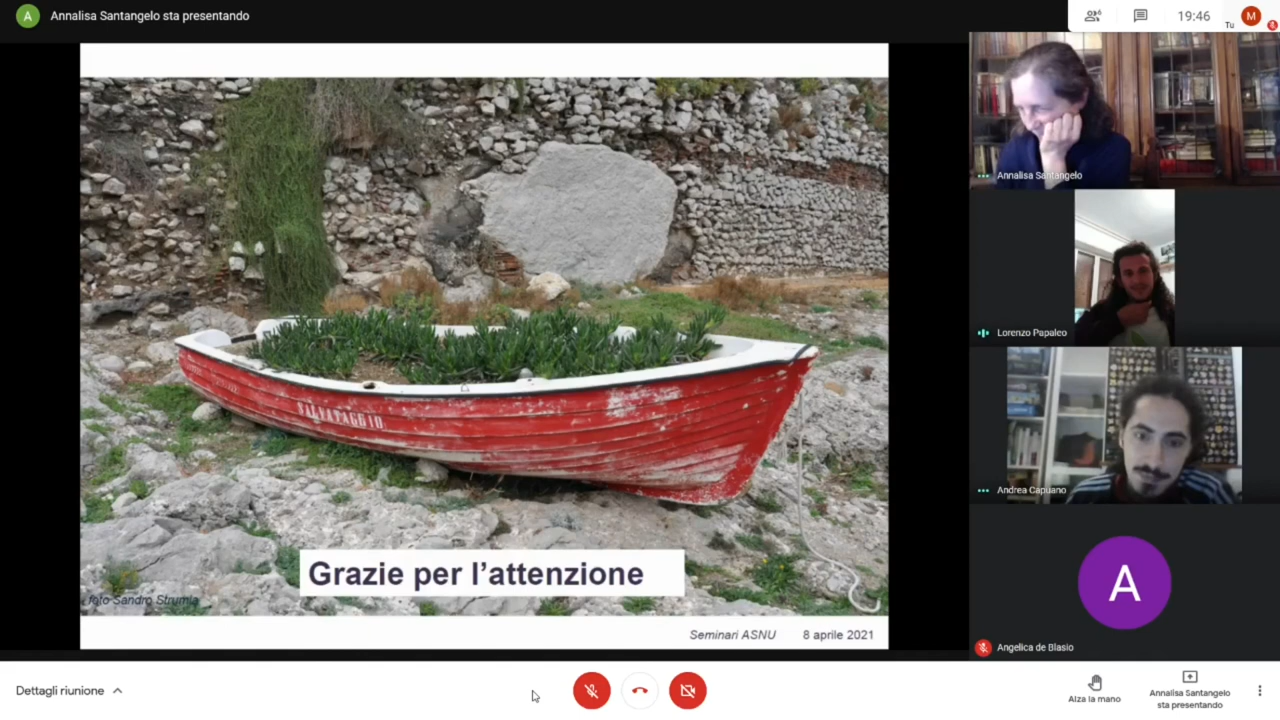 A
Annalisa Santangelo sta presentando
6
19:46
Tu
M
Annalisa Santangelo
Lorenzo Papaleo
Andrea Capuano
A
Angelica de Blasio
SALVATAGGIO
Grazie per l'attenzione
foto Sandro Strumia
Seminari ASNU 8 aprile 2021
Dettagli riunione
Alza la mano
Annalisa Santangelo
sta presentando